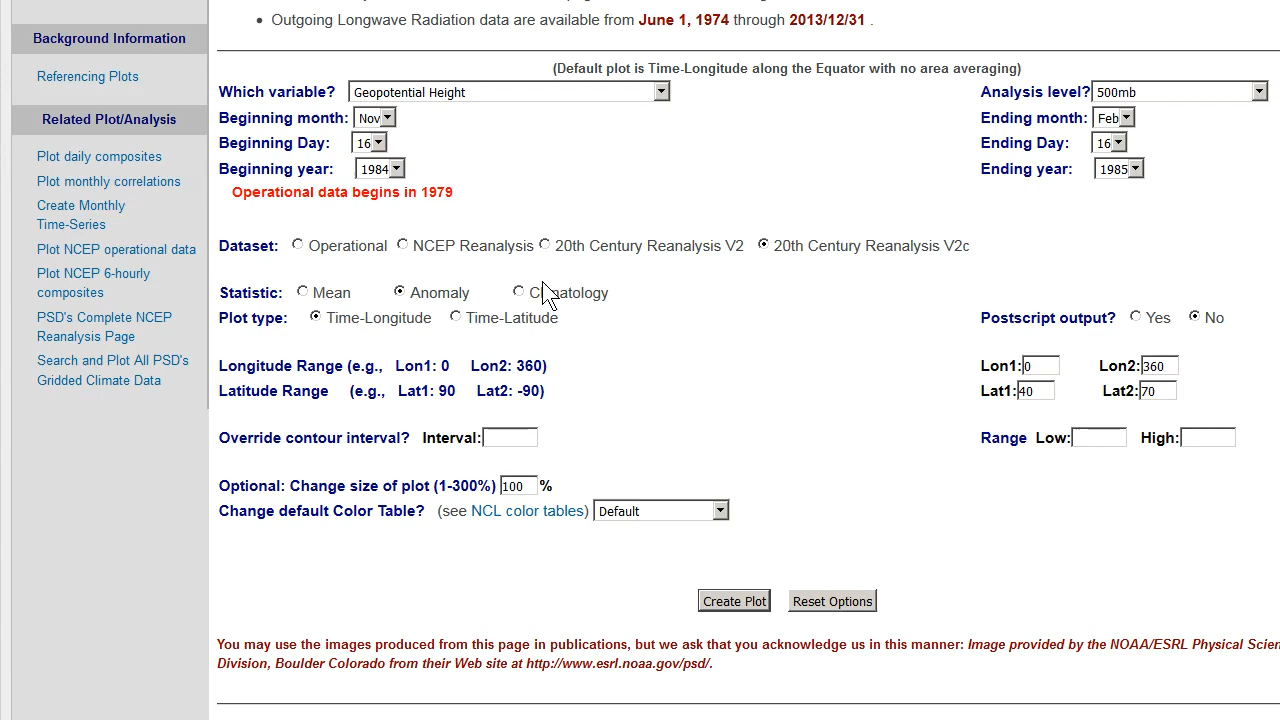 • Outgoing Longwave Radiation data are available from June 1, 1974 through 2013/12/31 .
Background Information
Referencing Plots
Related Plot/Analysis
Plot daily composites
Plot monthly correlations
Create Monthly
Time-Series
Plot NCEP operational data
Plot NCEP 6-hourly
composites
PSD's Complete NCEP
Reanalysis Page
Search and Plot All PSD's
Gridded Climate Data
(Default plot is Time-Longitude along the Equator with no area averaging)
Which variable? Geopotential Height Analysis level? 500mb
Beginning month: Nov Ending month: Feb
Beginning Day: 16 Ending Day: 16
Beginning year: 1984 Ending year: 1985
Operational data begins in 1979
Dataset: Operational NCEP Reanalysis 20th Century Reanalysis V2 20th Century Reanalysis V2c
Statistic: Mean Anomaly
Plot type: Time-Longitude Time-Latitude Postscript output? Yes No
Longitude Range (e.g., Lon1: 0 Lon2: 360) Lon1: 0 Lon2: 360
Latitude Range (e.g., Lat1: 90 Lat2: -90) Lat1: 40 Lat2: 70
Override contour interval? Interval: Range Low: High:
Optional: Change size of plot (1-300%) 100 %
Change default Color Table? (see NCL color tables) Default
Create Plot Reset Options
You may use the images produced from this page in publications, but we ask that you acknowledge us in this manner: Image provided by the NOAA/ESRL Physical
Division, Boulder Colorado from their Web site at http://www.esrl.noaa.gov/psd/.